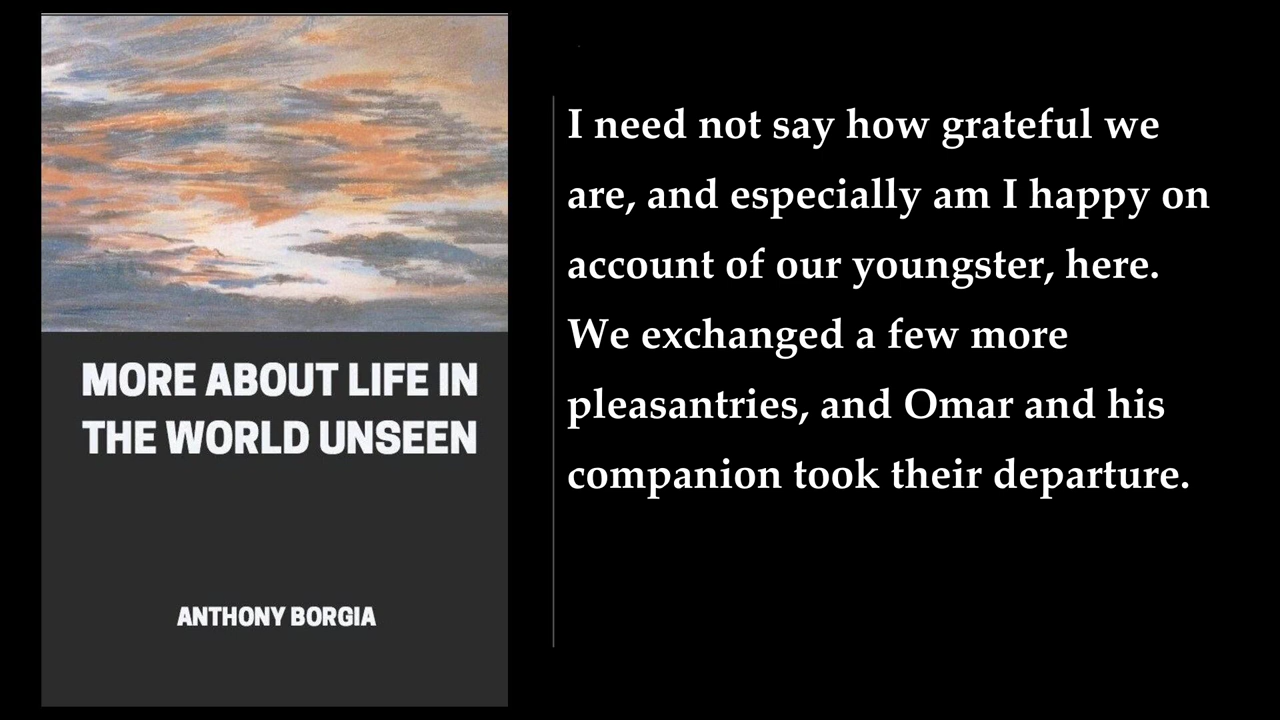 MORE ABOUT LIFE IN
THE WORLD UNSEEN
ANTHONY BORGIA
I need not say how grateful we
are, and especially am I happy on
account of our youngster, here.
We exchanged a few more
pleasantries, and Omar and his
companion took their departure.